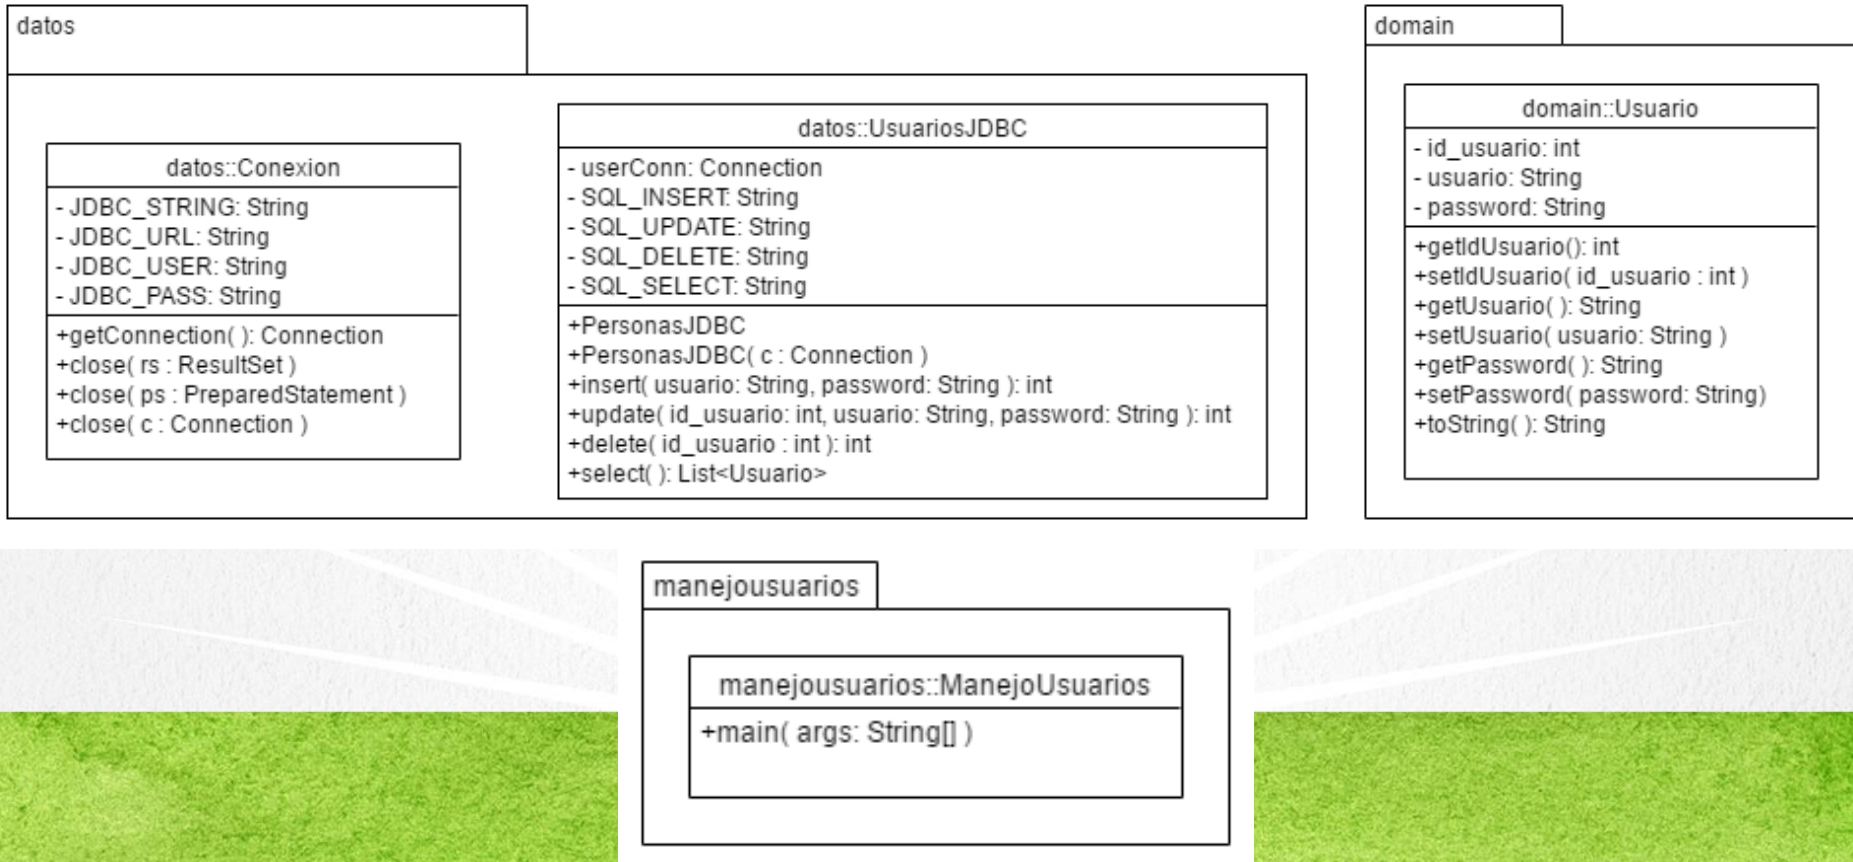 datos
datos::Conexion
- JDBC_STRING: String
- JDBC_URL: String
- JDBC_USER: String
- JDBC_PASS: String
+getConnection( ): Connection
+close( rs : ResultSet )
+close( ps : PreparedStatement )
+close( c : Connection )
datos::UsuariosJDBC
- userConn: Connection
- SQL_INSERT: String
- SQL_UPDATE: String
- SQL_DELETE: String
- SQL_SELECT: String
+PersonasJDBC
+PersonasJDBC( c : Connection )
+insert( usuario: String, password: String ): int
+update( id_usuario: int, usuario: String, password: String ): int
+delete( id_usuario : int ): int
+select( ): List<Usuario>
domain
domain::Usuario
- id_usuario: int
- usuario: String
- password: String
+getIdUsuario(): int
+setIdUsuario( id_usuario : int )
+getUsuario( ): String
+setUsuario( usuario: String )
+getPassword( ): String
+setPassword( password: String)
+toString( ): String
manejousuarios
manejousuarios::ManejoUsuarios
+main( args: String[] )